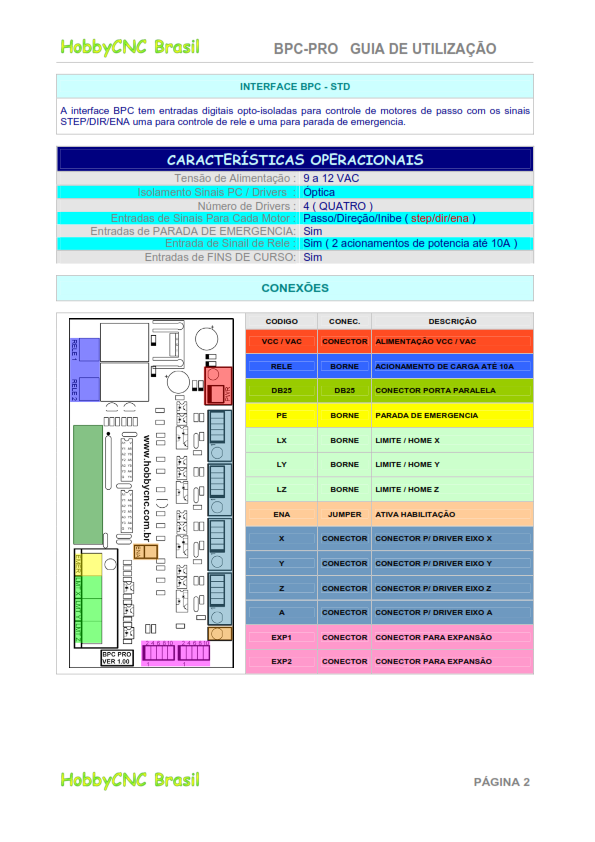 HobbyCNC Brasil
BPC-PRO GUIA DE UTILIZAÇÃO
INTERFACE BPC - STD
A interface BPC tem entradas digitais opto-isoladas para controle de motores de passo com os sinais
STEP/DIR/ENA uma para controle de rele e uma para parada de emergencia.
CARACTERÍSTICAS OPERACIONAIS
Tensão de Alimentação : 9 a 12 VAC
Isolamento Sinais PC / Drivers : Óptica
Número de Drivers : 4 ( QUATRO )
Entradas de Sinais Para Cada Motor : Passo/Direção/Inibe ( step/dir/ena )
Entradas de PARADA DE EMERGENCIA: Sim
Entrada de Sinail de Rele : Sim ( 2 acionamentos de potencia até 10A )
Entradas de FINS DE CURSO: Sim
CONEXÕES
CODIGO CONEC. DESCRIÇÃO
VCC / VAC CONECTOR ALIMENTAÇÃO VCC / VAC
RELE BORNE ACIONAMENTO DE CARGA ATÉ 10A
DB25 DB25 CONECTOR PORTA PARALELA
PE BORNE PARADA DE EMERGENCIA
LX BORNE LIMITE / HOME X
LY BORNE LIMITE / HOME Y
LZ BORNE LIMITE / HOME Z
ENA JUMPER ATIVA HABILITAÇÃO
X CONECTOR CONECTOR P/ DRIVER EIXO X
Y CONECTOR CONECTOR P/ DRIVER EIXO Y
Z CONECTOR CONECTOR P/ DRIVER EIXO Z
A CONECTOR CONECTOR P/ DRIVER EIXO A
EXP1 CONECTOR CONECTOR PARA EXPANSÃO
EXP2 CONECTOR CONECTOR PARA EXPANSÃO
RELE 1
RELE 2
PWR
www.hobbycnc.com.br
BPC PRO
VER 1.00
HobbyCNC Brasil
PÁGINA 2